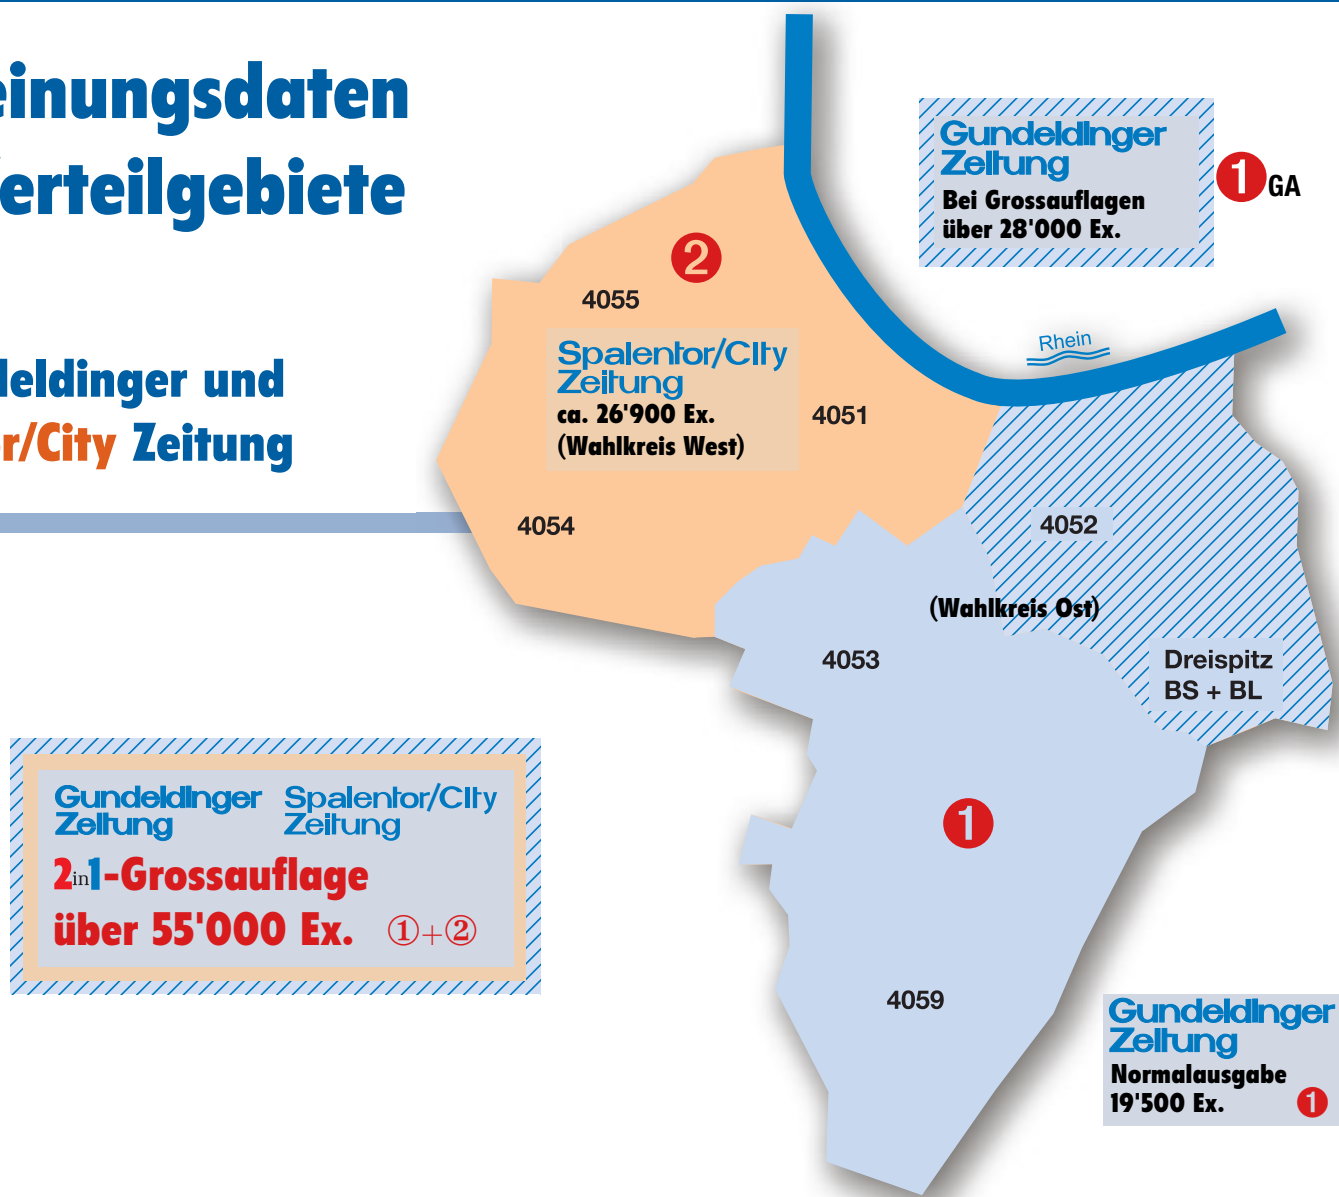 einungsdaten
erteilgebiete
deldinger und
r/City Zeitung
Gundeldinger
Zeitung
Bei Grossauflagen
über 28'000 Ex.
1 GA
2
4055
Spalentor/City
Zeitung
ca. 26'900 Ex.
(Wahlkreis West)
4051
4054
Rhein
4052
(Wahlkreis Ost)
4053
Dreispitz
BS + BL
1
4059
Gundeldinger
Zeitung
Spalentor/City
Zeitung
2in1-Grossauflage
über 55'000 Ex. ①+②
Gundeldinger
Zeitung
Normalausgabe
19'500 Ex. 1